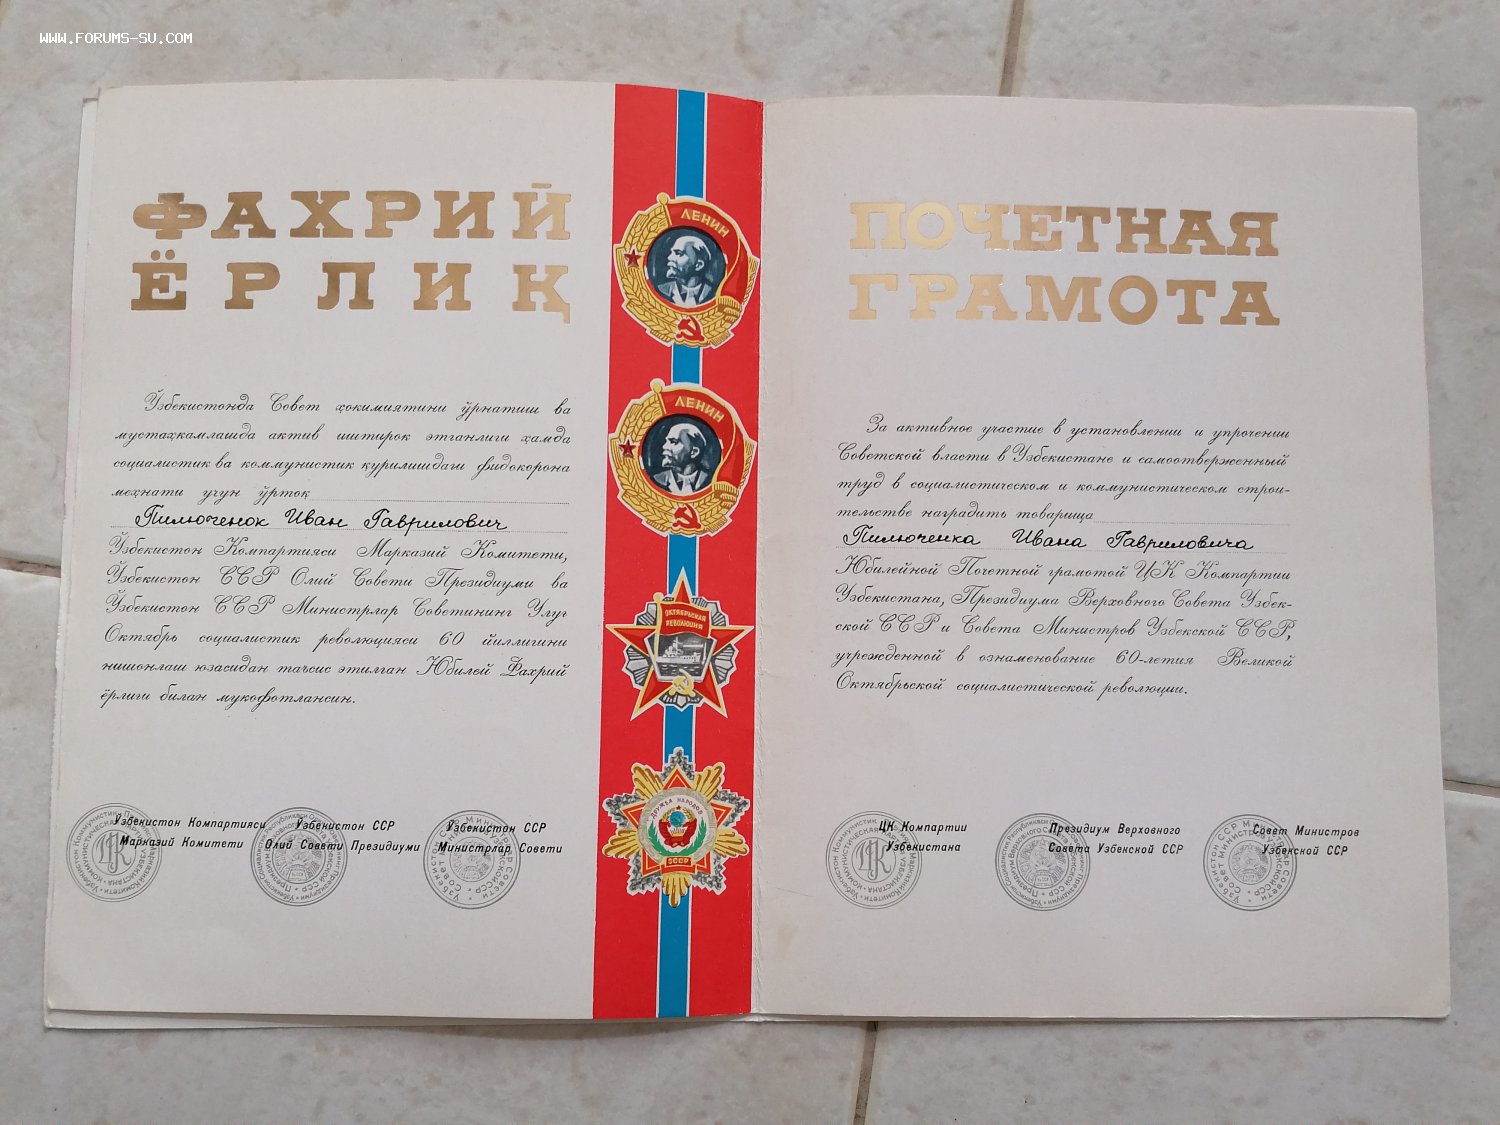 WWW.FORUMS-SU.COM
ФАХРИЙ
ЁРЛИҚ
Ўзбекистонда Совет ҳокимиятини ўрнатиш ва
мустаҳкамлашда актив иштирок этганлиги ҳамда
социалистик ва коммунистик қурилишдаги фидокорона
меҳнати учун ўртоқ
Пилюченок Иван Гаврилович
Ўзбекистон Компартияси Марказий Комитети,
Ўзбекистон ССР Олий Совети Президиуми ва
Ўзбекистон ССР Министрлар Советининг Улуғ
Октябрь социалистик революцияси 60 йиллигини
нишонлаш юзасидан таъсис этилган Юбилей Фахрий
ёрлиғи билан мукофотлансин.
Ўзбекистон Компартияси
Марказий Комитети
Ўзбекистон ССР
Олий Совети Президиуми
Ўзбекистон ССР
Министрлар Совети
ЛЕНИН
ЛЕНИН
ОКТЯБРЬСКАЯ
РЕВОЛЮЦИЯ
ДРУЖБА НАРОДОВ
СССР
ПОЧЕТНАЯ
ГРАМОТА
За активное участие в установлении и упрочении
Советской власти в Узбекистане и самоотверженный
труд в социалистическом и коммунистическом строи-
тельстве наградить товарища
Пилюченка Ивана Гавриловича
Юбилейной Почетной грамотой ЦК Компартии
Узбекистана, Президиума Верховного Совета Узбек-
ской ССР и Совета Министров Узбекской ССР,
учрежденной в ознаменование 60-летия Великой
Октябрьской социалистической революции.
ЦК Компартии
Узбекистана
Президиум Верховного
Совета Узбекской ССР
Совет Министров
Узбекской ССР